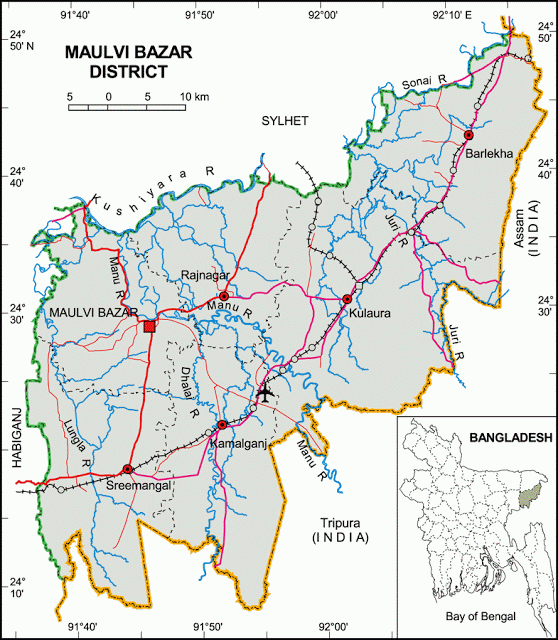 91°40'
91°50'
92°00'
92°10' E
24°
50' N
24°
50'
MAULVI BAZAR
DISTRICT
5 0 5 10 km
SYLHET
Sonai R
Barlekha
24°
40'
24°
40'
Kushiyara R
Juri R
Assam
(INDIA)
Rajnagar
Manu R
Manu R
MAULVI BAZAR
Kulaura
24°
30'
24°
30'
Juri R
Dhalai R
HABIGANJ
Lungla R
Kamalganj
Manu R
Sreemangal
BANGLADESH
Tripura
(INDIA)
24°
10'
24°
10'
Bay of Bengal
91°40'
91°50'
92°00'